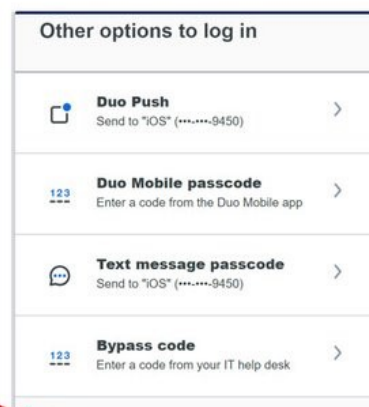 Other options to log in
Duo Push
Send to "iOS" (•••-•••-9450)
123
Duo Mobile passcode
Enter a code from the Duo Mobile app
Text message passcode
Send to "iOS" (•••-•••-9450)
123
Bypass code
Enter a code from your IT help desk